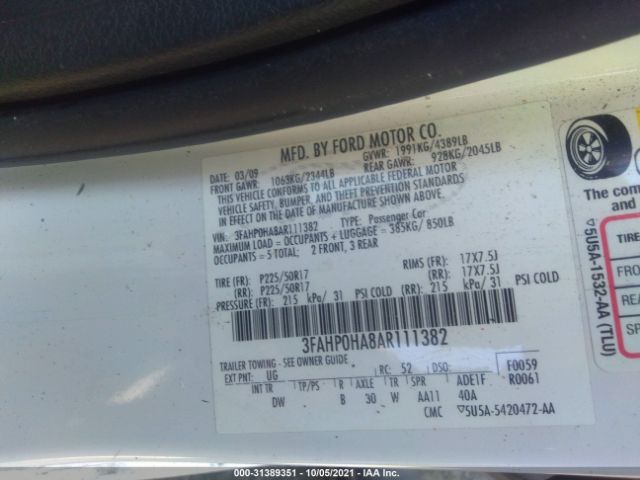 MFD. BY FORD MOTOR CO.
DATE: 03/09 GVWR: 1991KG/4389LB
FRONT GAWR: 1063KG/2344LB REAR GAWR: 928KG/2045LB
THIS VEHICLE CONFORMS TO ALL APPLICABLE FEDERAL MOTOR
VEHICLE SAFETY, BUMPER, AND THEFT PREVENTION STANDARDS
IN EFFECT ON THE DATE OF MANUFACTURE SHOWN ABOVE.
VIN: 3FAHP0HA8AR111382 TYPE: Passenger Car
MAXIMUM LOAD = OCCUPANTS + LUGGAGE = 385KG/ 850LB
OCCUPANTS = 5 TOTAL: 2 FRONT, 3 REAR
TIRE (FR): P225/50R17 RIMS (FR): 17X7.5J
(RR): P225/50R17 (RR): 17X7.5J
PRESSURE (FR): 215 kPa/ 31 PSI COLD (RR): 215 kPa/ 31 PSI COLD
3FAHP0HA8AR111382
TRAILER TOWING - SEE OWNER GUIDE
EXT PNT: UG RC: 52 DSO: F0059
INT TR TP/PS R AXLE TR SPR ADE1F R0061
DW B 30 W AA11 40A
CMC ▽5U5A-5420472-AA
▽5U5A-1532-AA (TLU)
The con
TIRE
FRO
REA
SP
000-31389351 - 10/05/2021 - IAA Inc.